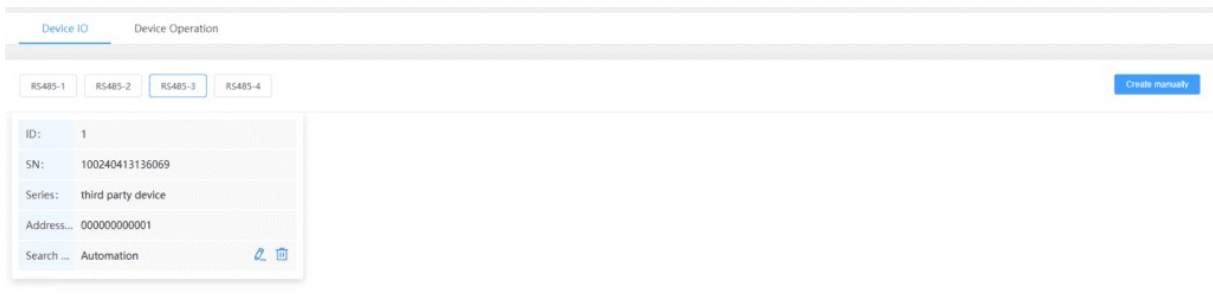 Device IO Device Operation
RS485-1 RS485-2 RS485-3 RS485-4 Create manually
ID: 1
SN: 100240413136069
Series: third party device
Address... 000000000001
Search ... Automation